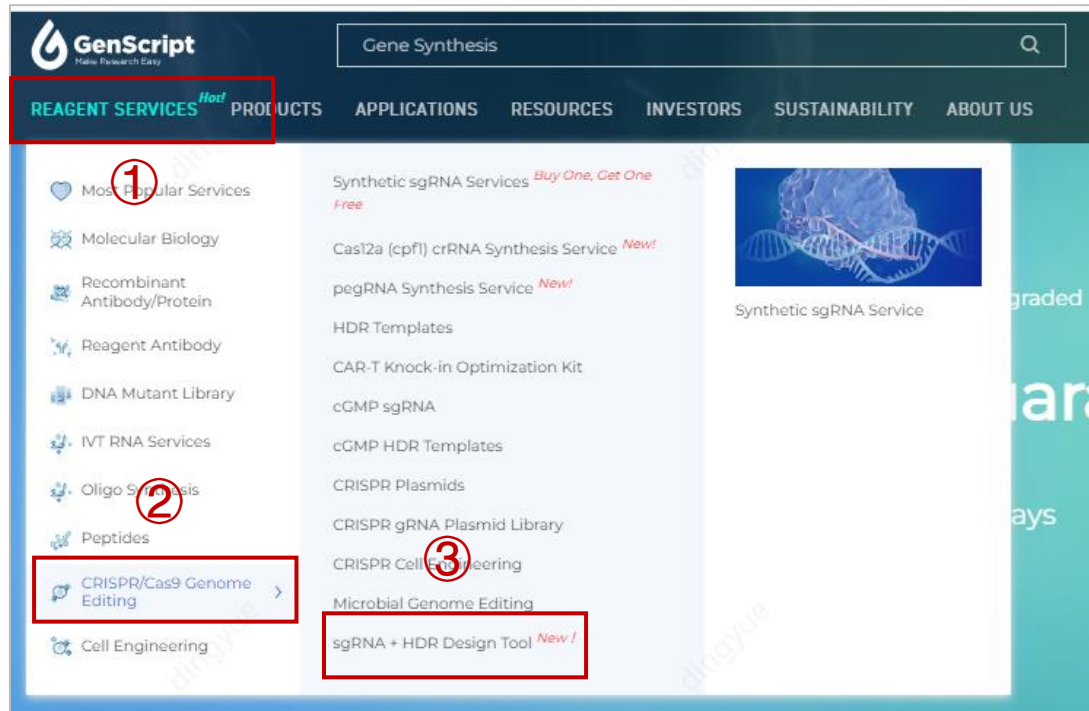 GenScript
Make Research Easy
Gene Synthesis
REAGENT SERVICES Hot! PRODUCTS APPLICATIONS RESOURCES INVESTORS SUSTAINABILITY ABOUT US
①
Most Popular Services
Molecular Biology
Recombinant
Antibody/Protein
Reagent Antibody
DNA Mutant Library
IVT RNA Services
Oligo Synthesis
②
Peptides
CRISPR/Cas9 Genome
Editing
Cell Engineering
Synthetic sgRNA Services Buy One, Get One
Free
Cas12a (cpf1) crRNA Synthesis Service New!
pegRNA Synthesis Service New!
HDR Templates
CAR-T Knock-in Optimization Kit
cGMP sgRNA
cGMP HDR Templates
CRISPR Plasmids
CRISPR gRNA Plasmid Library
③
CRISPR Cell Engineering
Microbial Genome Editing
sgRNA + HDR Design Tool New !
Synthetic sgRNA Service
graded
ays
dingyue
dingyue
dingyue